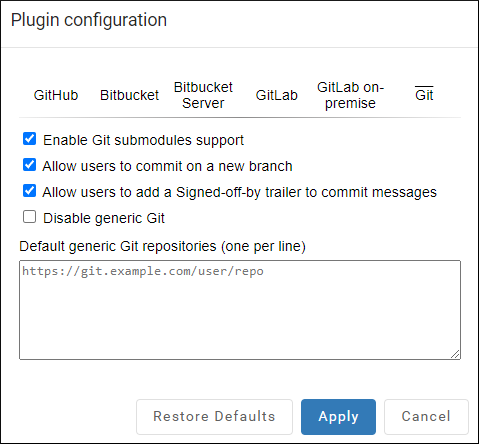 Plugin configuration
GitHub
Bitbucket
Bitbucket
Server
GitLab
GitLab on-
premise
Git
Enable Git submodules support
Allow users to commit on a new branch
Allow users to add a Signed-off-by trailer to commit messages
Disable generic Git
Default generic Git repositories (one per line)
https://git.example.com/user/repo
Restore Defaults
Apply
Cancel